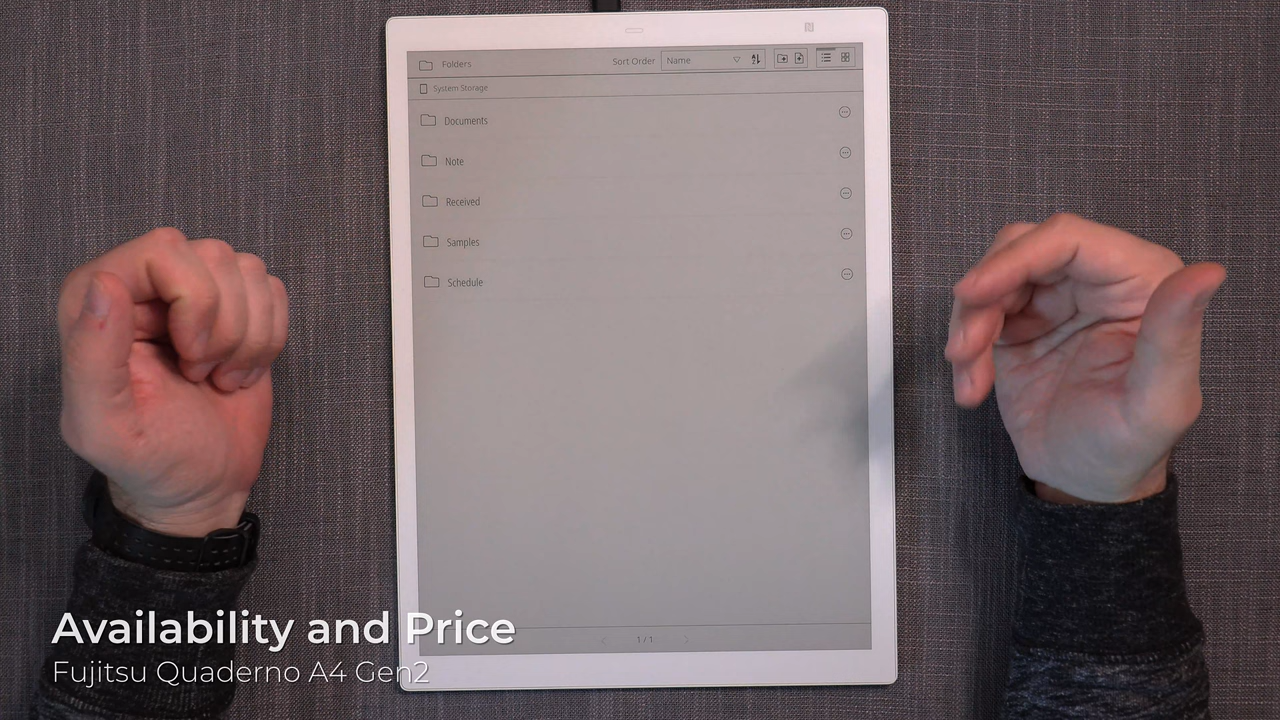 Folders
Sort Order Name
System Storage
Documents
Note
Received
Samples
Schedule
1 / 1
Availability and Price
Fujitsu Quaderno A4 Gen2